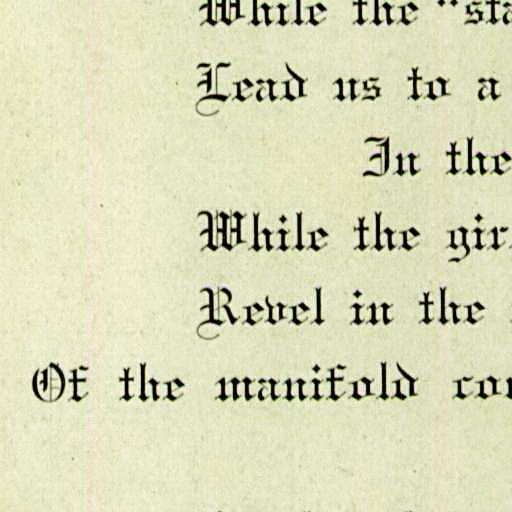 While the "sta
Lead us to a
In the
While the gir
Revel in the
Of the manifold co